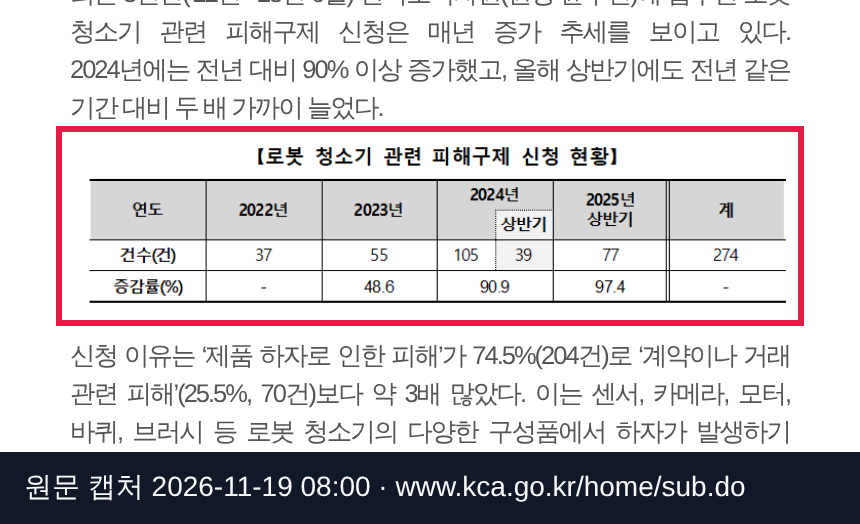 청소기 관련 피해구제 신청은 매년 증가 추세를 보이고 있다.
2024년에는 전년 대비 90% 이상 증가했고, 올해 상반기에도 전년 같은
기간 대비 두 배 가까이 늘었다.
【로봇 청소기 관련 피해구제 신청 현황】
연도 2022년 2023년 2024년 상반기 2025년 상반기 계
건수(건) 37 55 105 39 77 274
증감률(%) - 48.6 90.9 97.4 -
신청 이유는 ‘제품 하자로 인한 피해’가 74.5%(204건)로 ‘계약이나 거래
관련 피해’(25.5%, 70건)보다 약 3배 많았다. 이는 센서, 카메라, 모터,
바퀴, 브러시 등 로봇 청소기의 다양한 구성품에서 하자가 발생하기
원문 캡처 2026-11-19 08:00 · www.kca.go.kr/home/sub.do